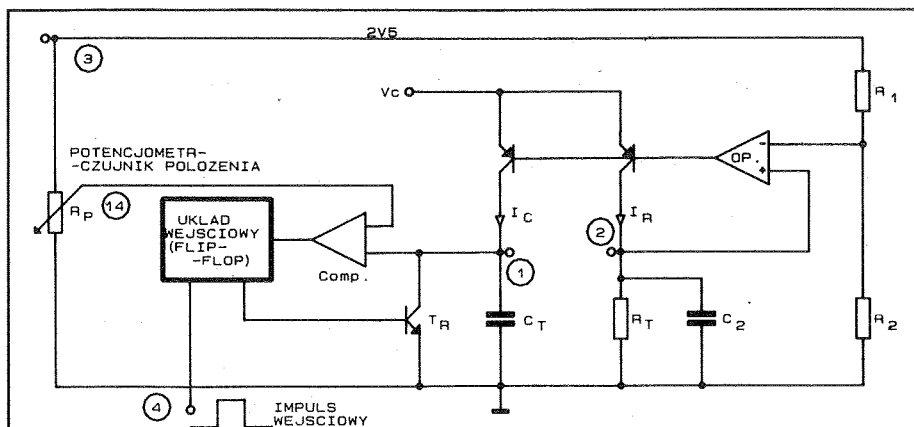 2V5
3
R1
Vc
POTENCJOMETR-
-CZUJNIK POLOZENIA
OP.
-
+
RP
14
UKLAD
WEJSCIOWY
(FLIP-
-FLOP)
Comp.
IC
IR
1
2
TR
CT
RT
C2
R2
4
IMPULS
WEJSCIOWY